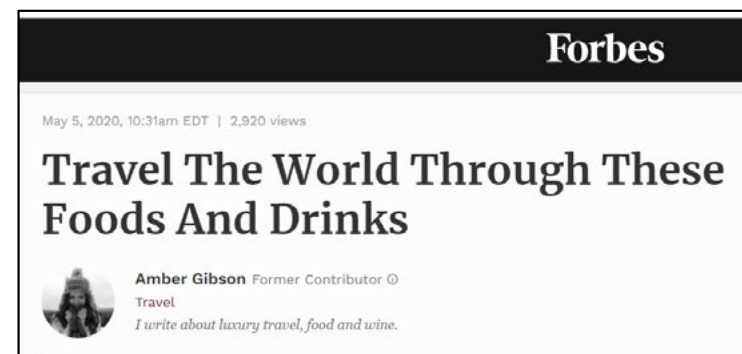 Forbes
May 5, 2020, 10:31am EDT | 2,920 views
Travel The World Through These
Foods And Drinks
Amber Gibson Former Contributor ⓘ
Travel
I write about luxury travel, food and wine.